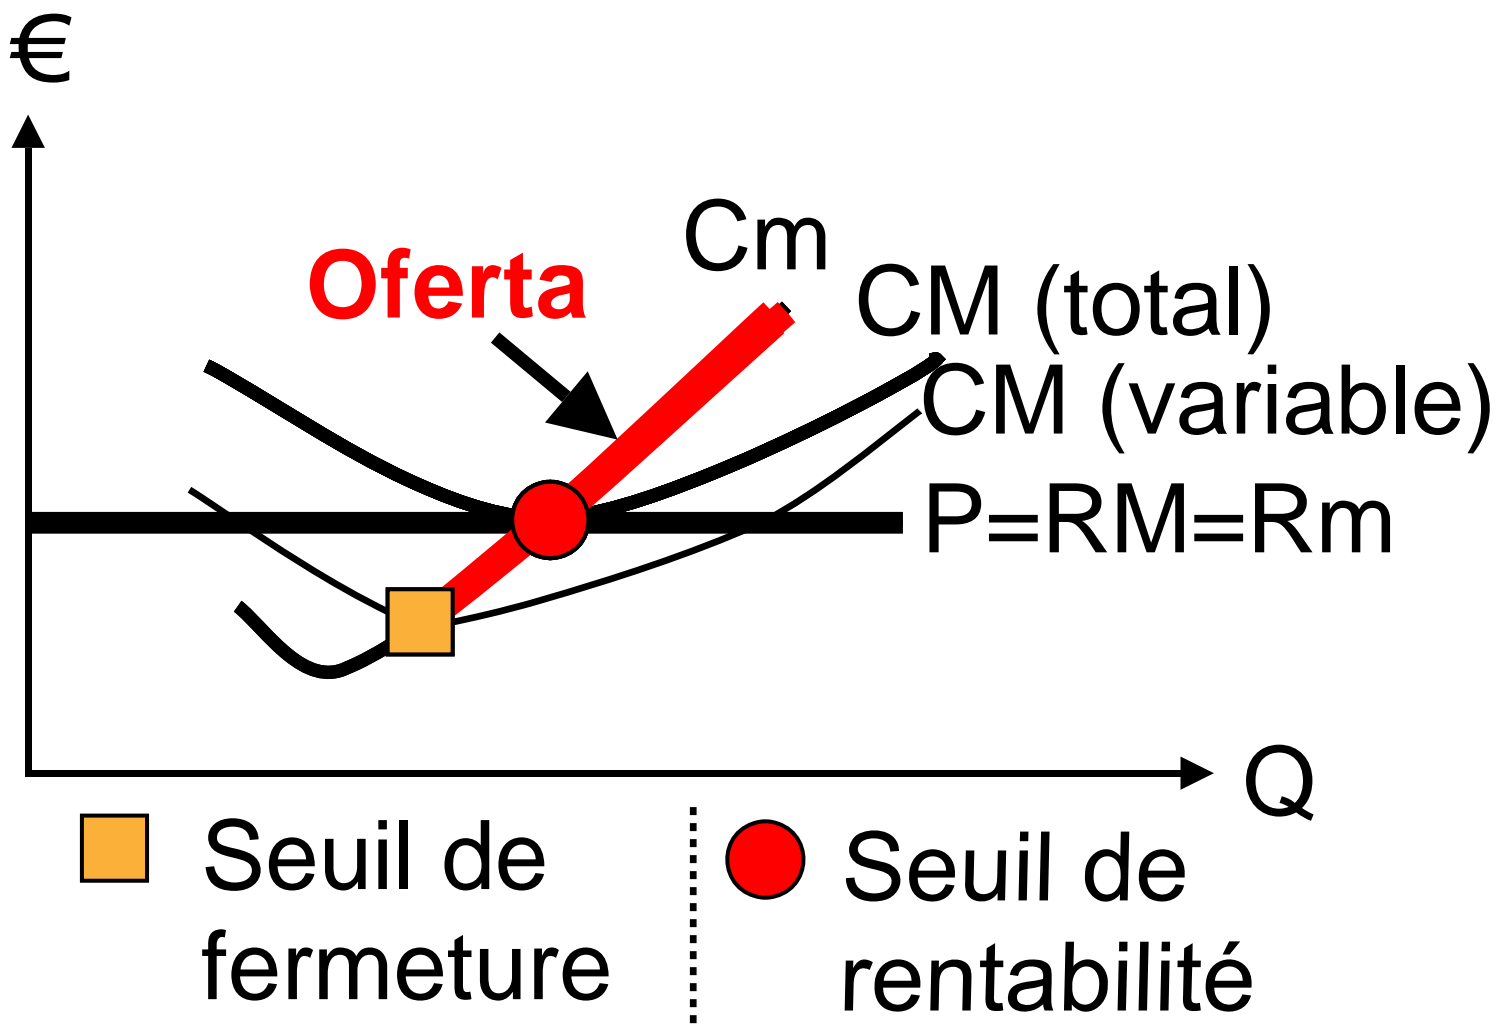 €
Cm
Oferta
CM (total)
CM (variable)
P=RM=Rm
Q
Seuil de
fermeture
Seuil de
rentabilité